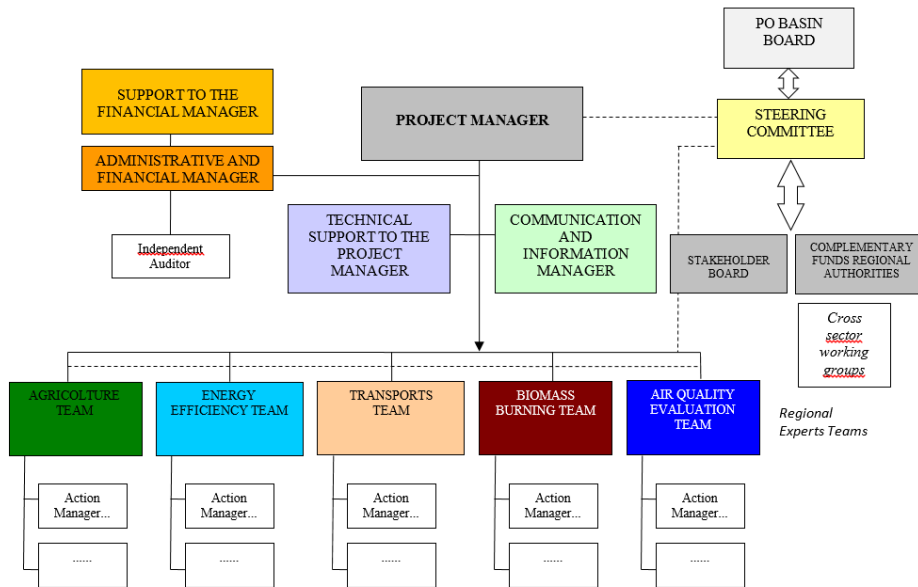 PO BASIN
BOARD
SUPPORT TO THE
FINANCIAL MANAGER
PROJECT MANAGER
STEERING
COMMITTEE
ADMINISTRATIVE AND
FINANCIAL MANAGER
TECHNICAL
SUPPORT TO THE
PROJECT
MANAGER
COMMUNICATION
AND
INFORMATION
MANAGER
Independent
Auditor
STAKEHOLDER
BOARD
COMPLEMENTARY
FUNDS REGIONAL
AUTHORITIES
Cross
sector
working
groups
AGRICOLTURE
TEAM
ENERGY
EFFICIENCY TEAM
TRANSPORTS
TEAM
BIOMASS
BURNING TEAM
AIR QUALITY
EVALUATION
TEAM
Regional
Experts Teams
Action
Manager...
Action
Manager...
Action
Manager...
Action
Manager...
Action
Manager...
......
......
......
......
......